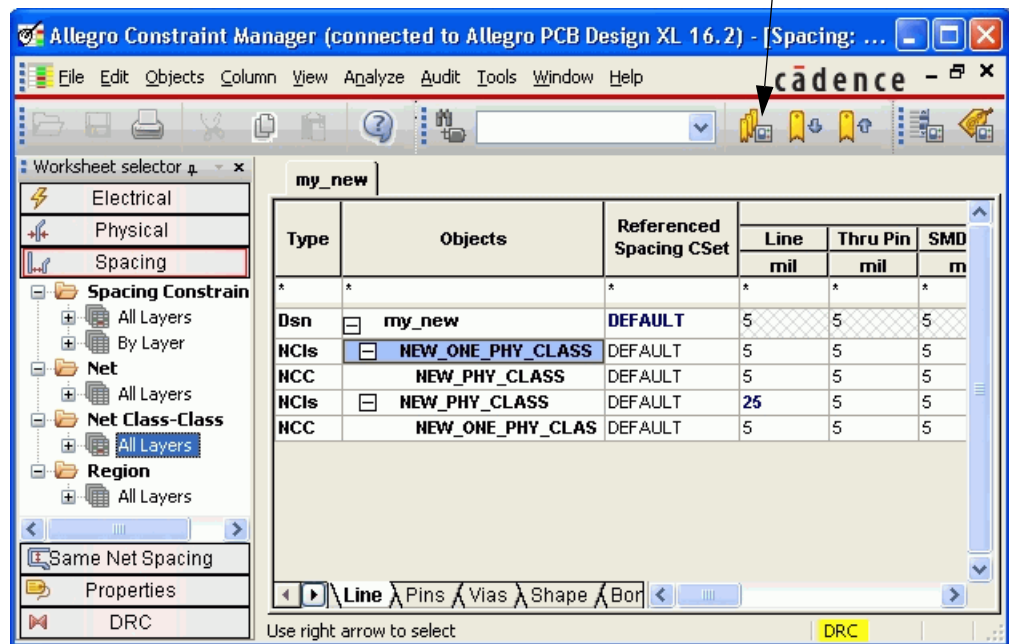 Allegro Constraint Manager (connected to Allegro PCB Design XL 16.2) - [Spacing: ...
File Edit Objects Column View Analyze Audit Tools Window Help
cādence
Worksheet selector
Electrical
Physical
Spacing
Spacing Constrain
All Layers
By Layer
Net
All Layers
Net Class-Class
All Layers
Region
All Layers
Same Net Spacing
Properties
DRC
my_new
Type Objects Referenced Spacing CSet Line Thru Pin SMD
mil mil m
* * * * * *
Dsn my_new DEFAULT 5 5 5
NCls NEW_ONE_PHY_CLASS DEFAULT 5 5 5
NCC NEW_PHY_CLASS DEFAULT 5 5 5
NCls NEW_PHY_CLASS DEFAULT 25 5 5
NCC NEW_ONE_PHY_CLAS DEFAULT 5 5 5
Line Pins Vias Shape Bor
Use right arrow to select DRC